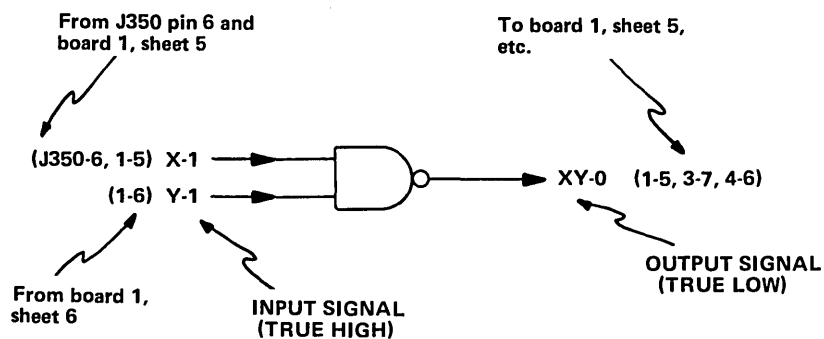 From J350 pin 6 and
board 1, sheet 5
To board 1, sheet 5,
etc.
(J350-6, 1-5) X-1
(1-6) Y-1
XY-0 (1-5, 3-7, 4-6)
From board 1,
sheet 6
INPUT SIGNAL
(TRUE HIGH)
OUTPUT SIGNAL
(TRUE LOW)